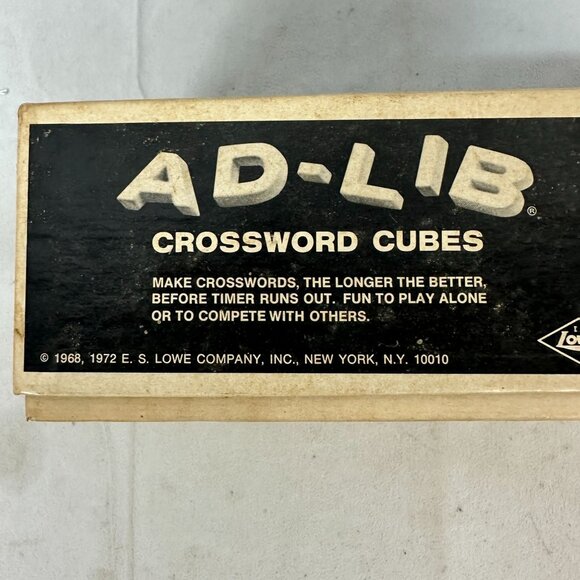 AD-LIB®
CROSSWORD CUBES
MAKE CROSSWORDS, THE LONGER THE BETTER,
BEFORE TIMER RUNS OUT. FUN TO PLAY ALONE
OR TO COMPETE WITH OTHERS.
© 1968, 1972 E. S. LOWE COMPANY, INC., NEW YORK, N.Y. 10010